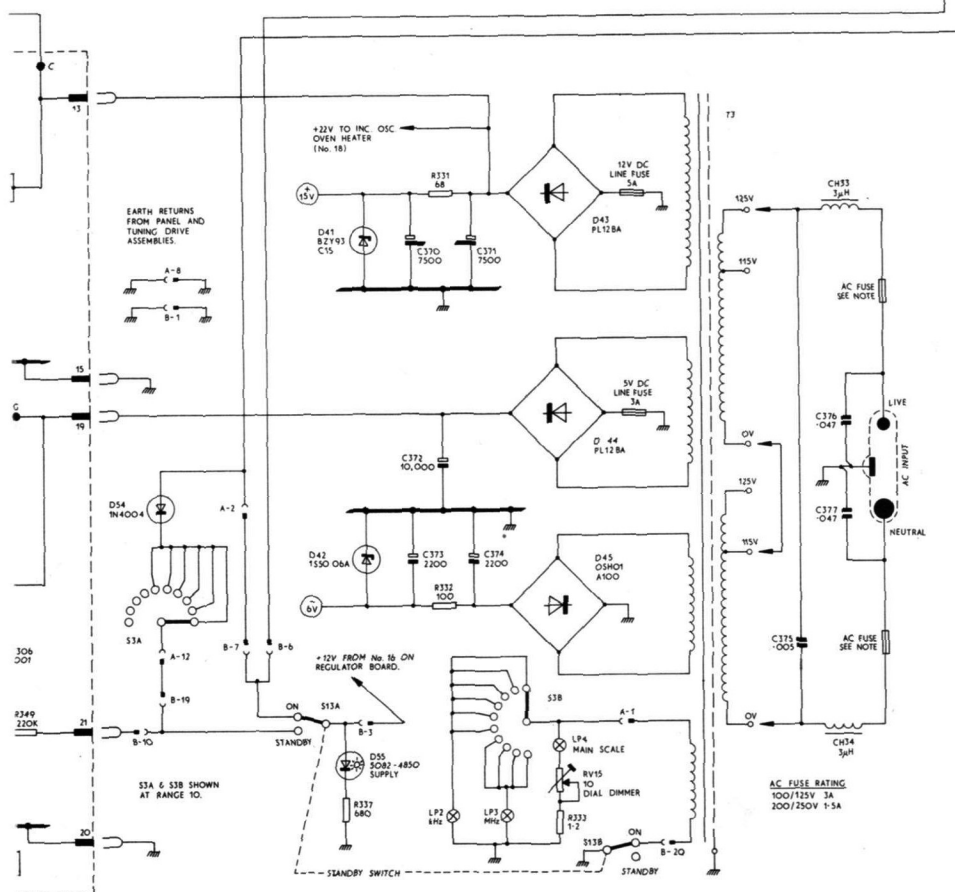 C
13
+22V TO INC. OSC
OVEN HEATER
(No. 18)
T3
+
15V
R331
68
12V DC
LINE FUSE
5A
CH33
3µH
125V
EARTH RETURNS
FROM PANEL AND
TUNING DRIVE
ASSEMBLIES.
D41
BZY93
C15
C370
7500
C371
7500
D43
PL12BA
A-8
B-1
115V
AC FUSE
SEE NOTE
15
G
19
5V DC
LINE FUSE
3A
D 44
PL12BA
C376
·047
LIVE
0V
AC INPUT
C372
10,000
C377
·047
NEUTRAL
125V
D54
1N4004
A-2
115V
D42
C373
2200
C374
2200
D45
OSH01
A100
R332
100
6V
S3A
306
A-12
B-7
B-6
+12V FROM No. 16 ON
REGULATOR BOARD.
C375
·005
AC FUSE
SEE NOTE
B-19
R349
220K
21
B-10
ON
S13A
STANDBY
B-3
S3B
A-1
0V
LP4
MAIN SCALE
CH34
3µH
D55
5082-4850
SUPPLY
RV15
10
DIAL DIMMER
S3A & S3B SHOWN
AT RANGE 10.
R337
680
LP2
kHz
LP3
MHz
R333
1·2
AC FUSE RATING
100/125V 3A
200/250V 1·5A
20
S13B
ON
B-20
STANDBY
STANDBY SWITCH